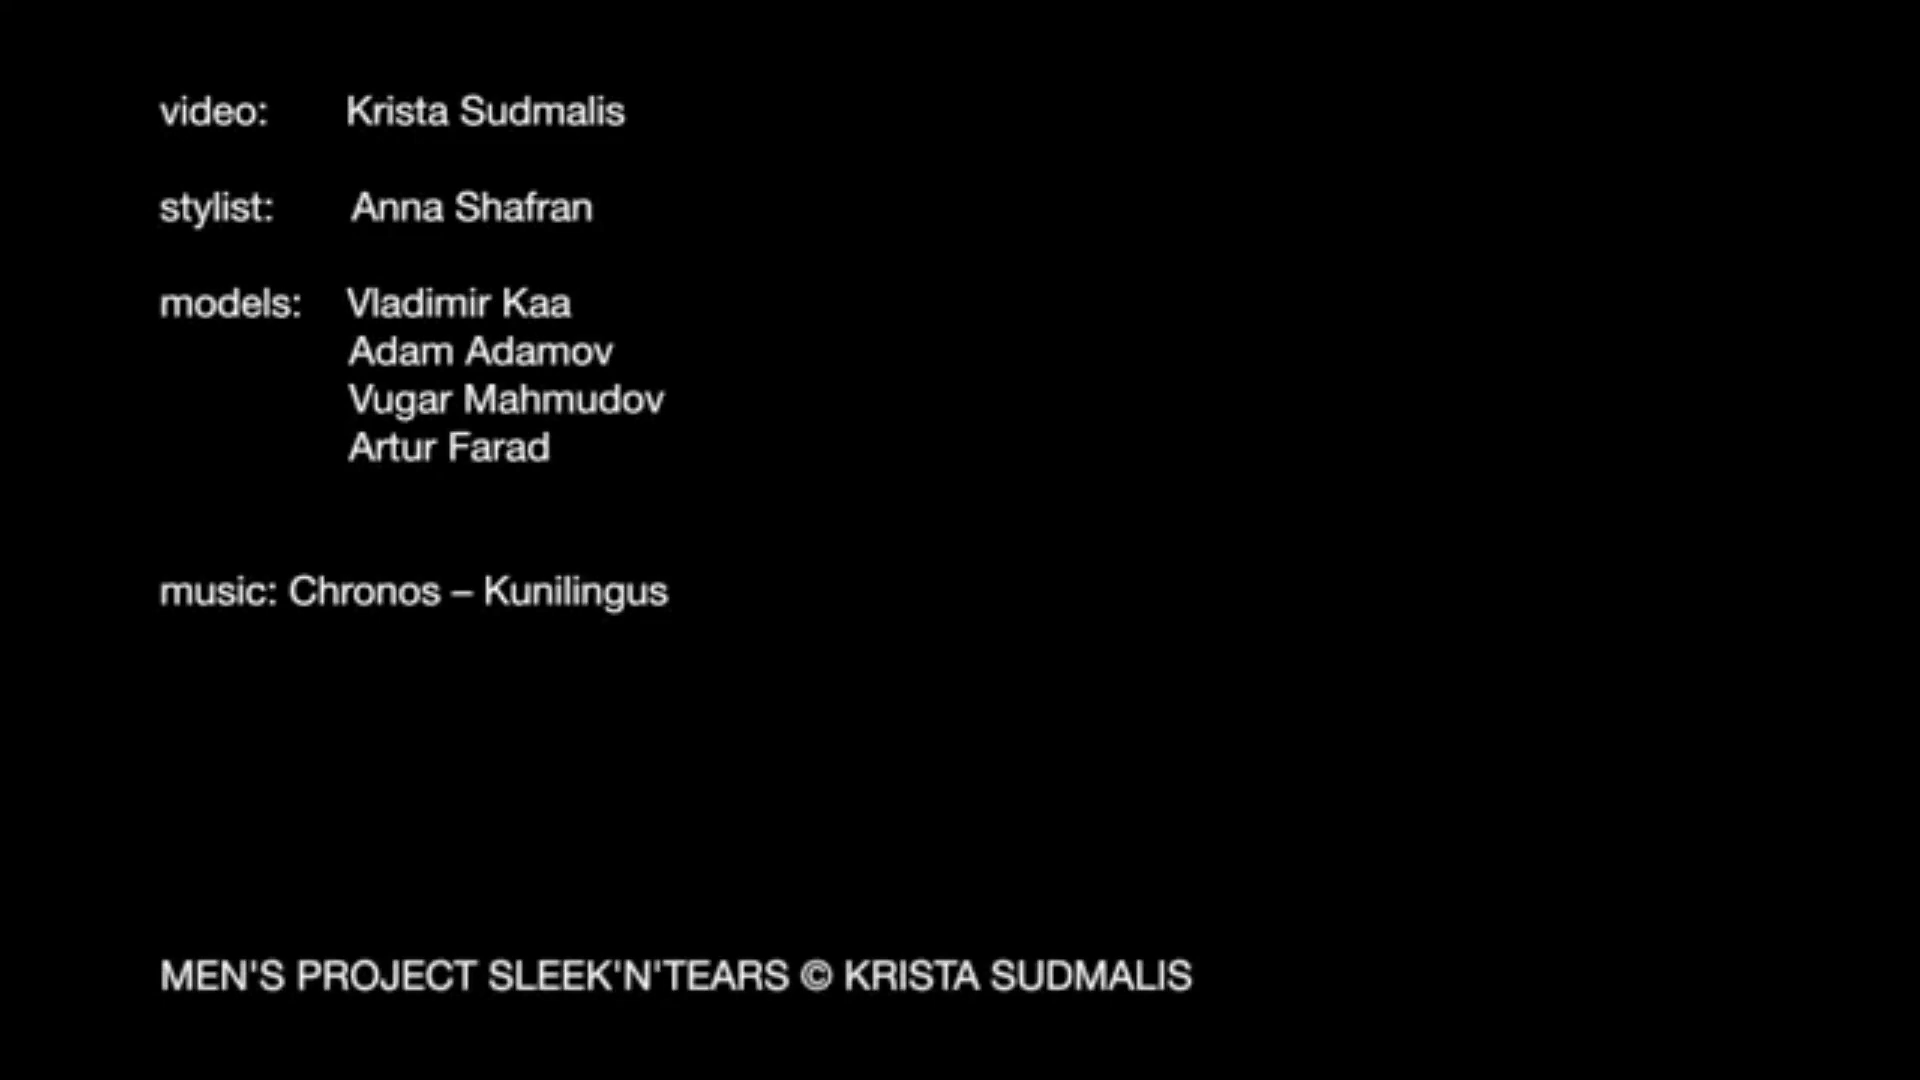 video: Krista Sudmalis
stylist: Anna Shafran
models: Vladimir Kaa
Adam Adamov
Vugar Mahmudov
Artur Farad
music: Chronos – Kunilingus
MEN'S PROJECT SLEEK'N'TEARS © KRISTA SUDMALIS